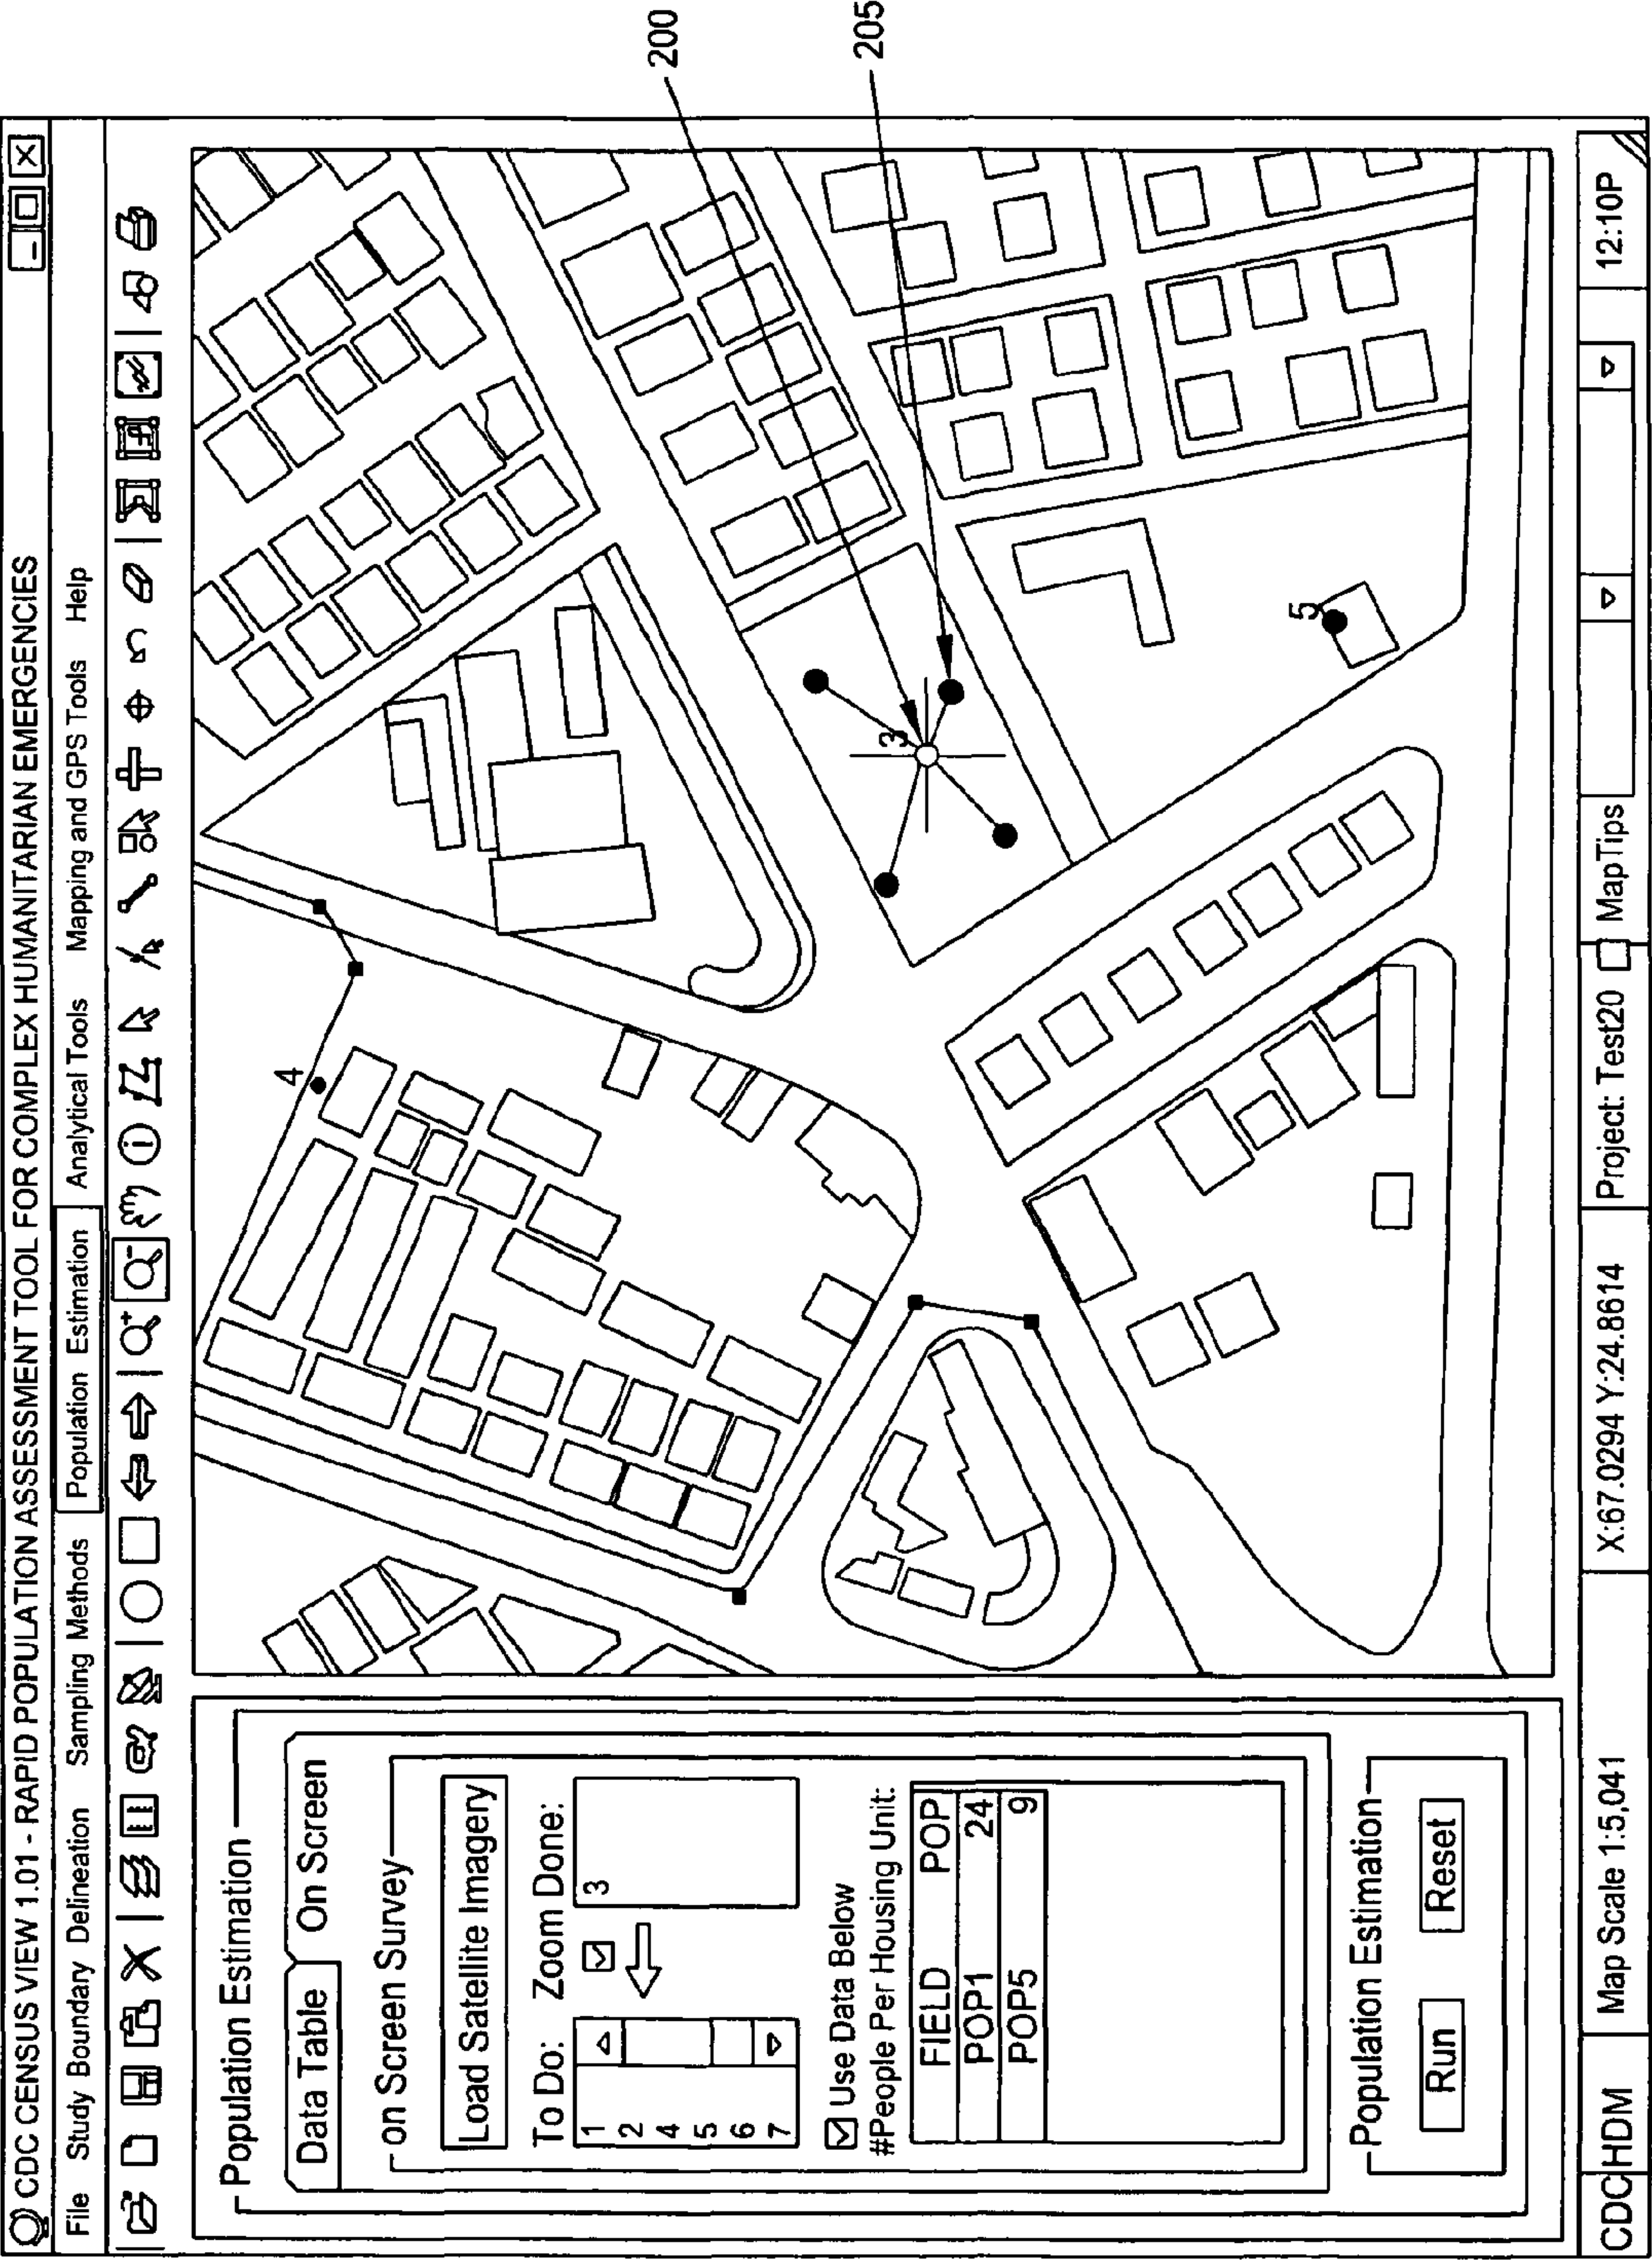 CDC CENSUS VIEW 1.01 - RAPID POPULATION ASSESSMENT TOOL FOR COMPLEX HUMANITARIAN EMERGENCIES
File Study Boundary Delineation Sampling Methods Population Estimation Analytical Tools Mapping and GPS Tools Help
Population Estimation
Data Table On Screen
on Screen Survey
Load Satellite Imagery
To Do: Zoom Done:
1
2
4
5
6
7
3
Use Data Below
#People Per Housing Unit:
FIELD POP
POP1 24
POP5 9
Population Estimation
Run Reset
4
3
5
200
205
CDC HDM Map Scale 1:5,041 X:67.0294 Y:24.8614 Project: Test20 MapTips 12:10P